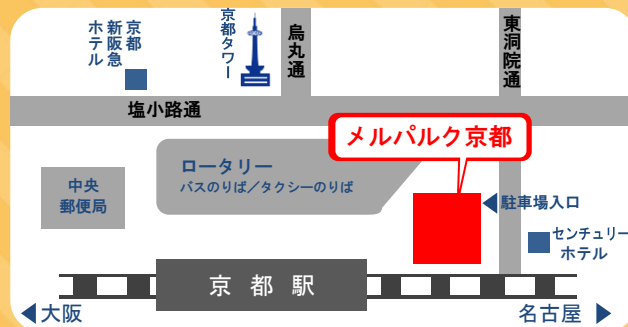 京都
新阪急
ホテル
京都タワー
烏丸通
東洞院通
塩小路通
メルパルク京都
ロータリー
バスのりば／タクシーのりば
中央
郵便局
駐車場入口
センチュリー
ホテル
京都駅
大阪
名古屋